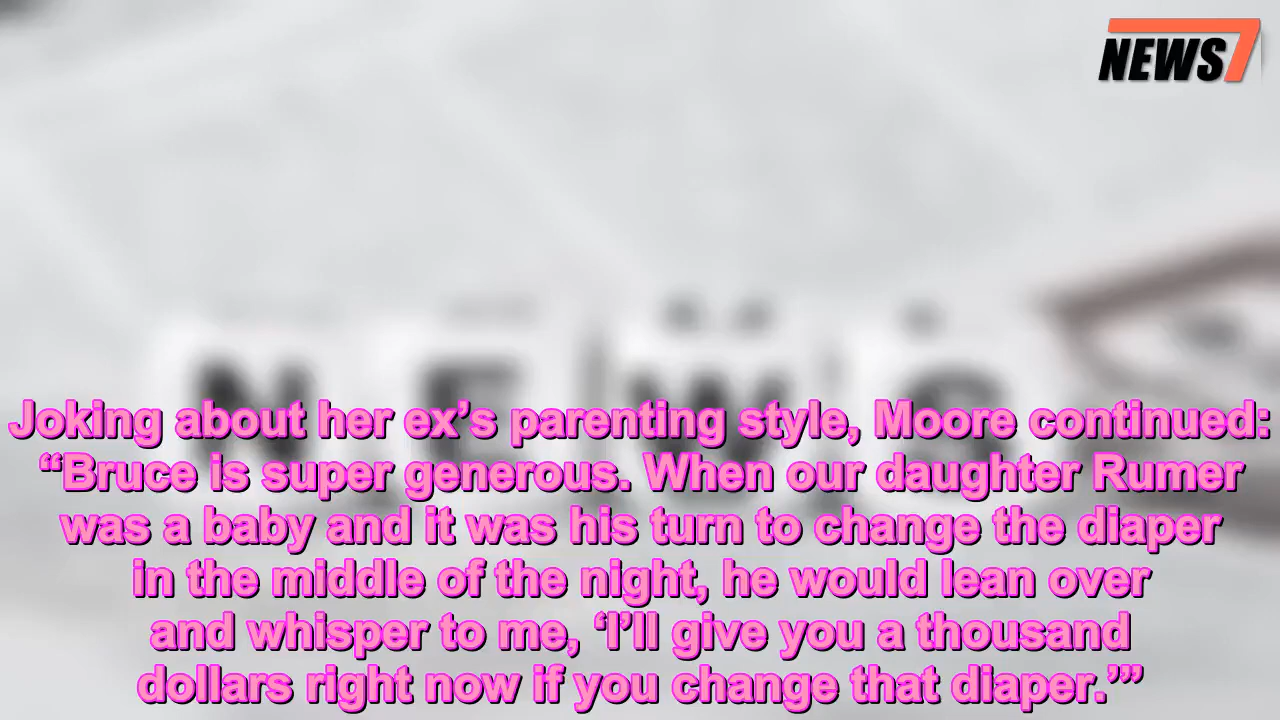 NEWS7
NEWS
Joking about her ex’s parenting style, Moore continued:
“Bruce is super generous. When our daughter Rumer
was a baby and it was his turn to change the diaper
in the middle of the night, he would lean over
and whisper to me, ‘I’ll give you a thousand
dollars right now if you change that diaper.’”